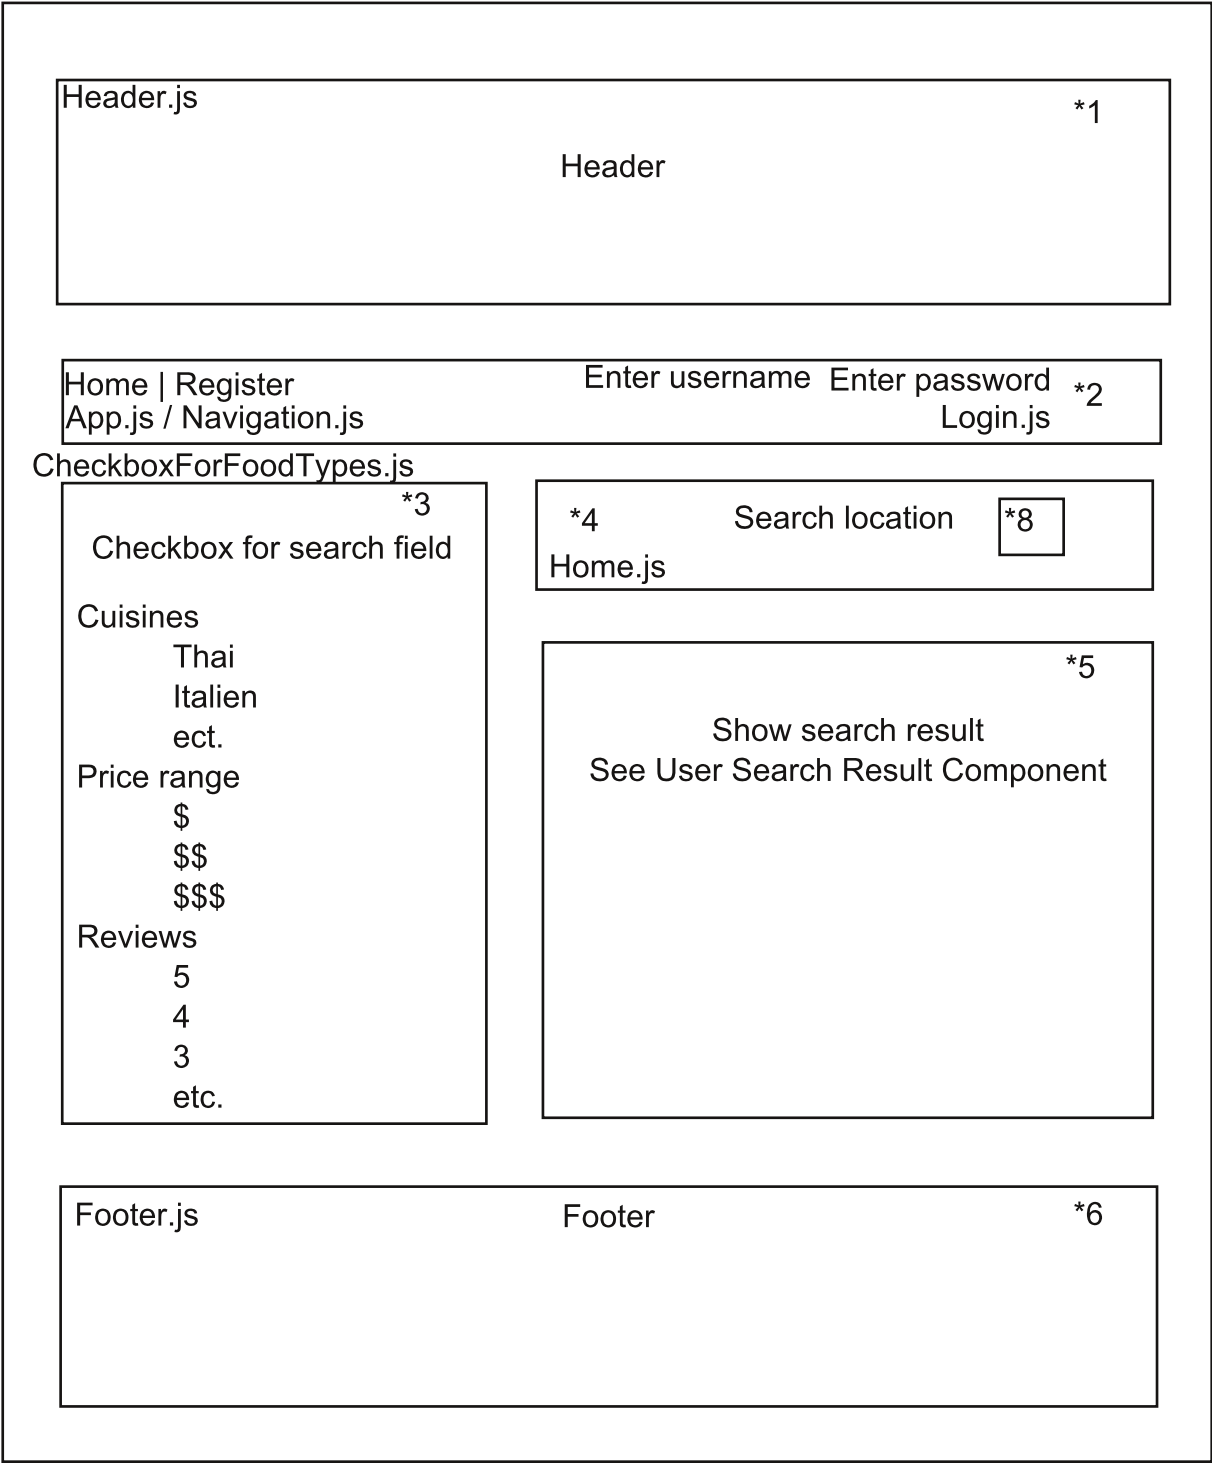 Header.js
*1
Header
Home | Register
Enter username
Enter password
*2
App.js / Navigation.js
Login.js
CheckboxForFoodTypes.js
*3
Checkbox for search field
Cuisines
Thai
Italien
ect.
Price range
$
$$
$$$
Reviews
5
4
3
etc.
*4
Search location
*8
Home.js
*5
Show search result
See User Search Result Component
Footer.js
Footer
*6